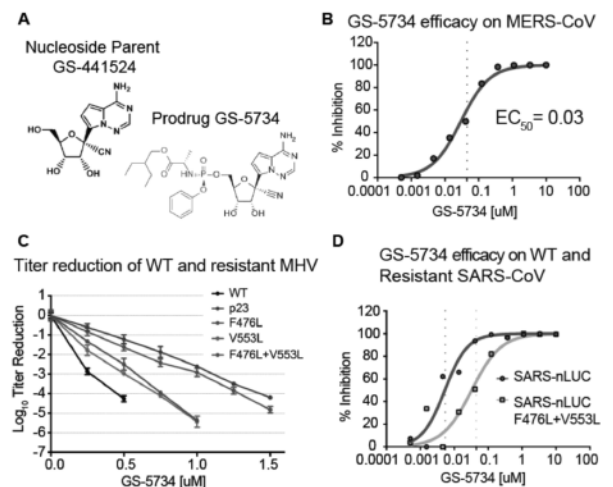 A
Nucleoside Parent
GS-441524
NH2
N
N
N
HO
O
CN
HO
OH
Prodrug GS-5734
NH2
N
N
N
O
O
HN
P
O
O
O
CN
HO
OH
B
GS-5734 efficacy on MERS-CoV
% Inhibition
120
100
80
60
40
20
0
EC50= 0.03
0.0001 0.001 0.01 0.1 1 10 100
GS-5734 [uM]
C
Titer reduction of WT and resistant MHV
Log10 Titer Reduction
1
0
-1
-2
-3
-4
-5
-6
-7
WT
p23
F476L
V553L
F476L+V553L
0.0 0.5 1.0 1.5
GS-5734 [uM]
D
GS-5734 efficacy on WT and
Resistant SARS-CoV
% Inhibition
120
100
80
60
40
20
0
SARS-nLUC
SARS-nLUC
F476L+V553L
0.0001 0.001 0.01 0.1 1 10 100
GS-5734 [uM]